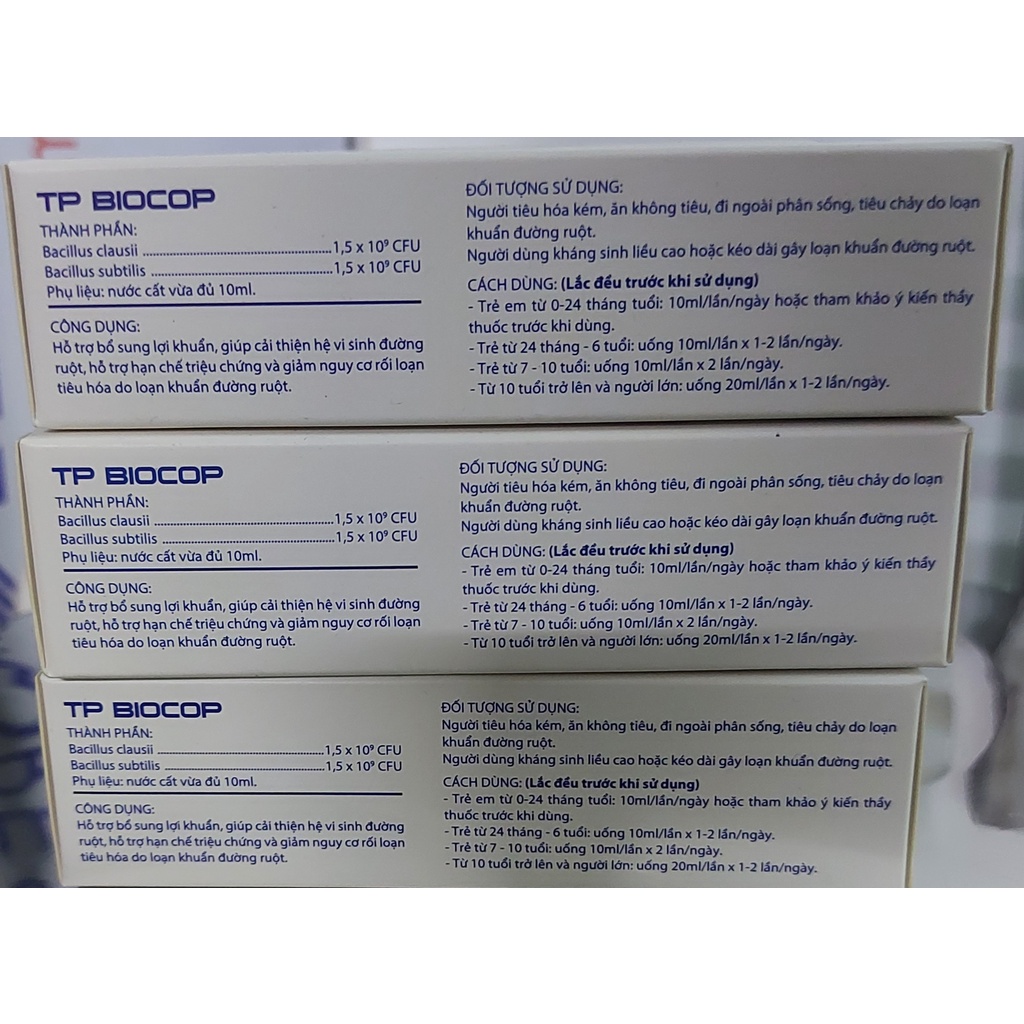 TP BIOCOP
THÀNH PHẦN:
Bacillus clausii ..............................1,5 x 10⁹ CFU
Bacillus subtilis ..............................1,5 x 10⁹ CFU
Phụ liệu: nước cất vừa đủ 10ml.
CÔNG DỤNG:
Hỗ trợ bổ sung lợi khuẩn, giúp cải thiện hệ vi sinh đường
ruột, hỗ trợ hạn chế triệu chứng và giảm nguy cơ rối loạn
tiêu hóa do loạn khuẩn đường ruột.
ĐỐI TƯỢNG SỬ DỤNG:
Người tiêu hóa kém, ăn không tiêu, đi ngoài phân sống, tiêu chảy do loạn
khuẩn đường ruột.
Người dùng kháng sinh liều cao hoặc kéo dài gây loạn khuẩn đường ruột.
CÁCH DÙNG: (Lắc đều trước khi sử dụng)
- Trẻ em từ 0-24 tháng tuổi: 10ml/lần/ngày hoặc tham khảo ý kiến thầy
thuốc trước khi dùng.
- Trẻ từ 24 tháng - 6 tuổi: uống 10ml/lần x 1-2 lần/ngày.
- Trẻ từ 7 - 10 tuổi: uống 10ml/lần x 2 lần/ngày.
- Từ 10 tuổi trở lên và người lớn: uống 20ml/lần x 1-2 lần/ngày.
TP BIOCOP
THÀNH PHẦN:
Bacillus clausii ..............................1,5 x 10⁹ CFU
Bacillus subtilis ..............................1,5 x 10⁹ CFU
Phụ liệu: nước cất vừa đủ 10ml.
CÔNG DỤNG:
Hỗ trợ bổ sung lợi khuẩn, giúp cải thiện hệ vi sinh đường
ruột, hỗ trợ hạn chế triệu chứng và giảm nguy cơ rối loạn
tiêu hóa do loạn khuẩn đường ruột.
ĐỐI TƯỢNG SỬ DỤNG:
Người tiêu hóa kém, ăn không tiêu, đi ngoài phân sống, tiêu chảy do loạn
khuẩn đường ruột.
Người dùng kháng sinh liều cao hoặc kéo dài gây loạn khuẩn đường ruột.
CÁCH DÙNG: (Lắc đều trước khi sử dụng)
- Trẻ em từ 0-24 tháng tuổi: 10ml/lần/ngày hoặc tham khảo ý kiến thầy
thuốc trước khi dùng.
- Trẻ từ 24 tháng - 6 tuổi: uống 10ml/lần x 1-2 lần/ngày.
- Trẻ từ 7 - 10 tuổi: uống 10ml/lần x 2 lần/ngày.
- Từ 10 tuổi trở lên và người lớn: uống 20ml/lần x 1-2 lần/ngày.
TP BIOCOP
THÀNH PHẦN:
Bacillus clausii ..............................1,5 x 10⁹ CFU
Bacillus subtilis ..............................1,5 x 10⁹ CFU
Phụ liệu: nước cất vừa đủ 10ml.
CÔNG DỤNG:
Hỗ trợ bổ sung lợi khuẩn, giúp cải thiện hệ vi sinh đường
ruột, hỗ trợ hạn chế triệu chứng và giảm nguy cơ rối loạn
tiêu hóa do loạn khuẩn đường ruột.
ĐỐI TƯỢNG SỬ DỤNG:
Người tiêu hóa kém, ăn không tiêu, đi ngoài phân sống, tiêu chảy do loạn
khuẩn đường ruột.
Người dùng kháng sinh liều cao hoặc kéo dài gây loạn khuẩn đường ruột.
CÁCH DÙNG: (Lắc đều trước khi sử dụng)
- Trẻ em từ 0-24 tháng tuổi: 10ml/lần/ngày hoặc tham khảo ý kiến thầy
thuốc trước khi dùng.
- Trẻ từ 24 tháng - 6 tuổi: uống 10ml/lần x 1-2 lần/ngày.
- Trẻ từ 7 - 10 tuổi: uống 10ml/lần x 2 lần/ngày.
- Từ 10 tuổi trở lên và người lớn: uống 20ml/lần x 1-2 lần/ngày.